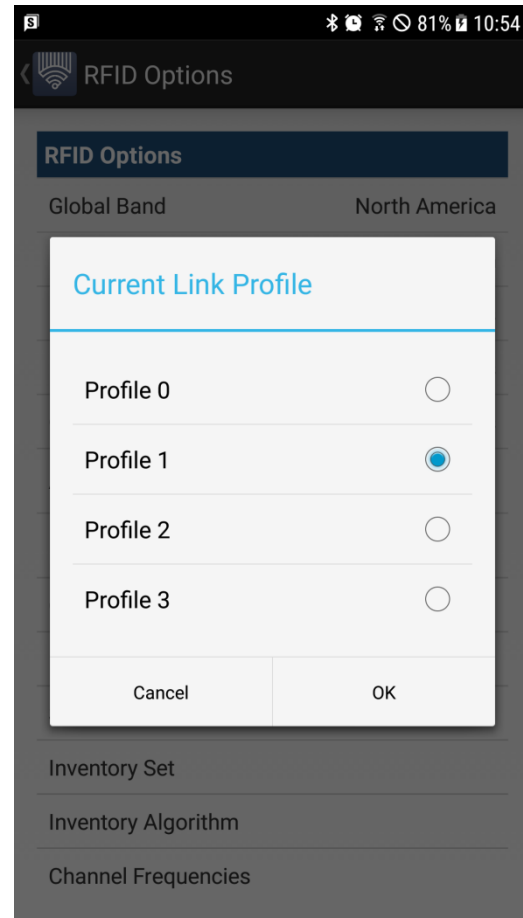 S 81% 10:54
RFID Options
RFID Options
Global Band North America
Current Link Profile
Profile 0
Profile 1
Profile 2
Profile 3
Cancel OK
Inventory Set
Inventory Algorithm
Channel Frequencies